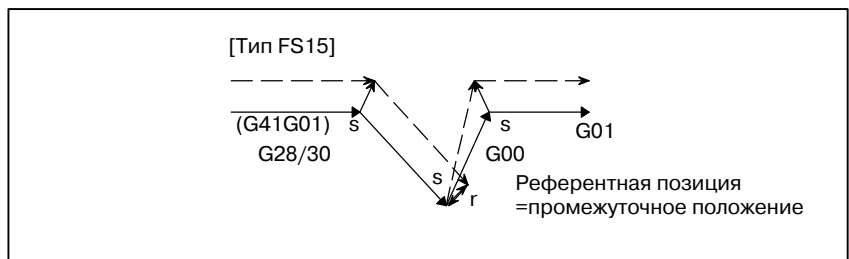 [Тип FS15]
(G41G01) s s G01
G28/30 G00
s
r
Референтная позиция
=промежуточное положение